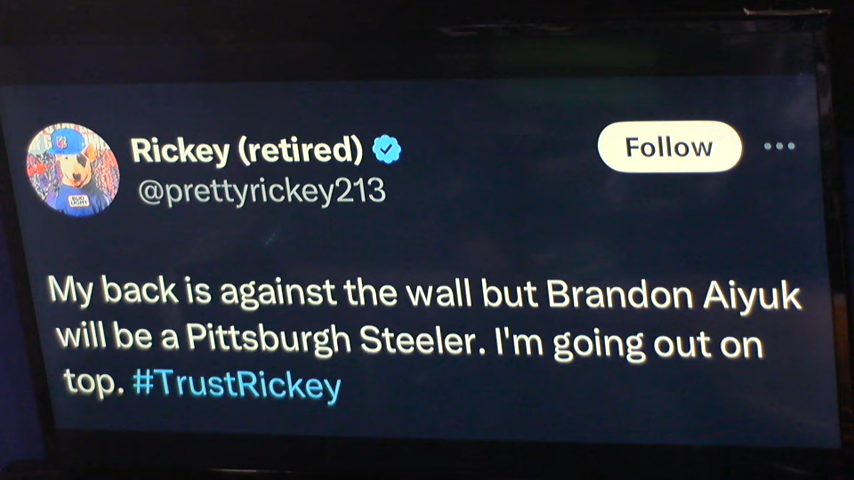 Rickey (retired)
Follow
@prettyrickey213
My back is against the wall but Brandon Aiyuk
will be a Pittsburgh Steeler. I'm going out on
top. #TrustRickey